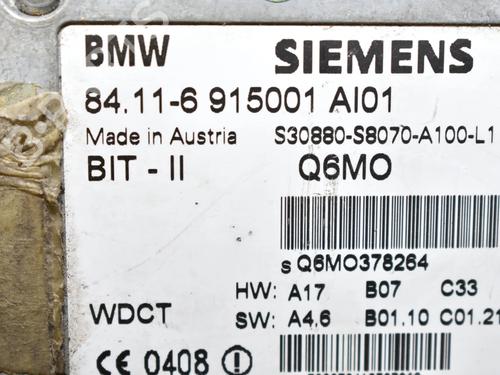 BMW SIEMENS
84.11-6 915001 AI01
Made in Austria S30880-S8070-A100-L1
BIT - II Q6MO
s Q6MO378264
HW: A17 B07 C33
WDCT SW: A4,6 B01.10 C01.21
CE 0408